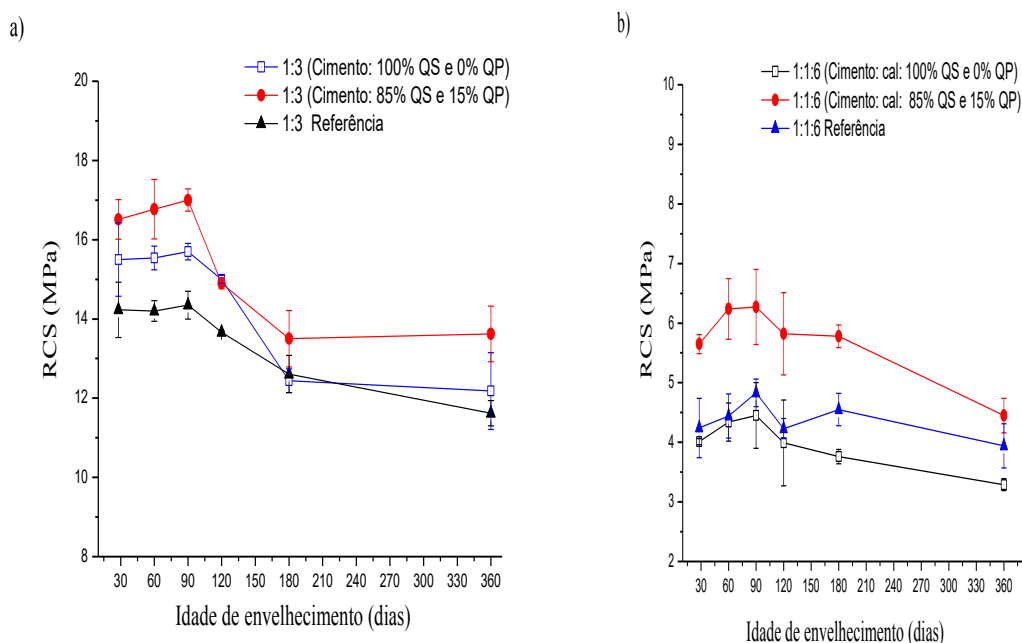 a)
1:3 (Cimento: 100% QS e 0% QP)
1:3 (Cimento: 85% QS e 15% QP)
1:3 Referência
20
18
16
14
12
10
8
RCS (MPa)
30 60 90 120 150 180 210 240 270 300 330 360
Idade de envelhecimento (dias)
b)
1:1:6 (Cimento: cal: 100% QS e 0% QP)
1:1:6 (Cimento: cal: 85% QS e 15% QP)
1:1:6 Referência
10
9
8
7
6
5
4
3
2
RCS (MPa)
30 60 90 120 150 180 210 240 270 300 330 360
Idade de envelhecimento (dias)